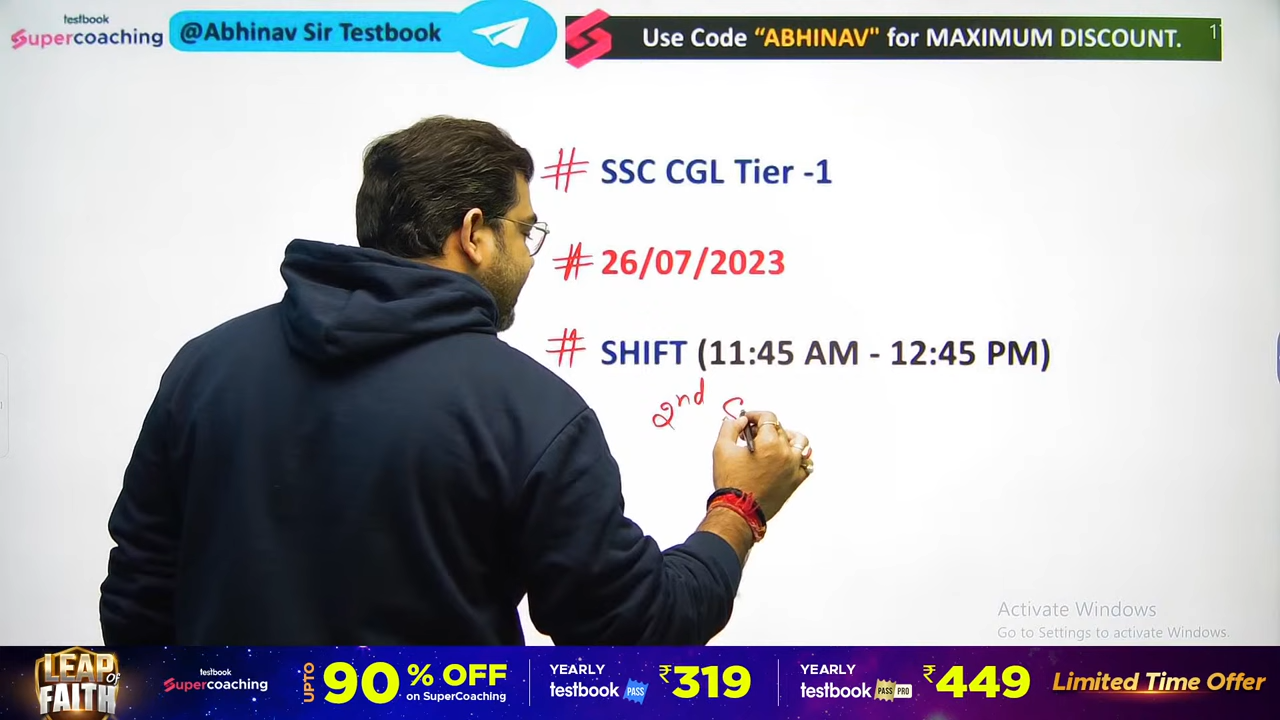 testbook
Supercoaching
@Abhinav Sir Testbook
Use Code “ABHINAV" for MAXIMUM DISCOUNT.
# SSC CGL Tier -1
# 26/07/2023
# SHIFT (11:45 AM - 12:45 PM)
2nd
Activate Windows
Go to Settings to activate Windows.
LEAP OF FAITH
testbook
Supercoaching
UPTO 90 % OFF
on SuperCoaching
YEARLY
testbook PASS
₹319
YEARLY
testbook PASS PRO
₹449
Limited Time Offer